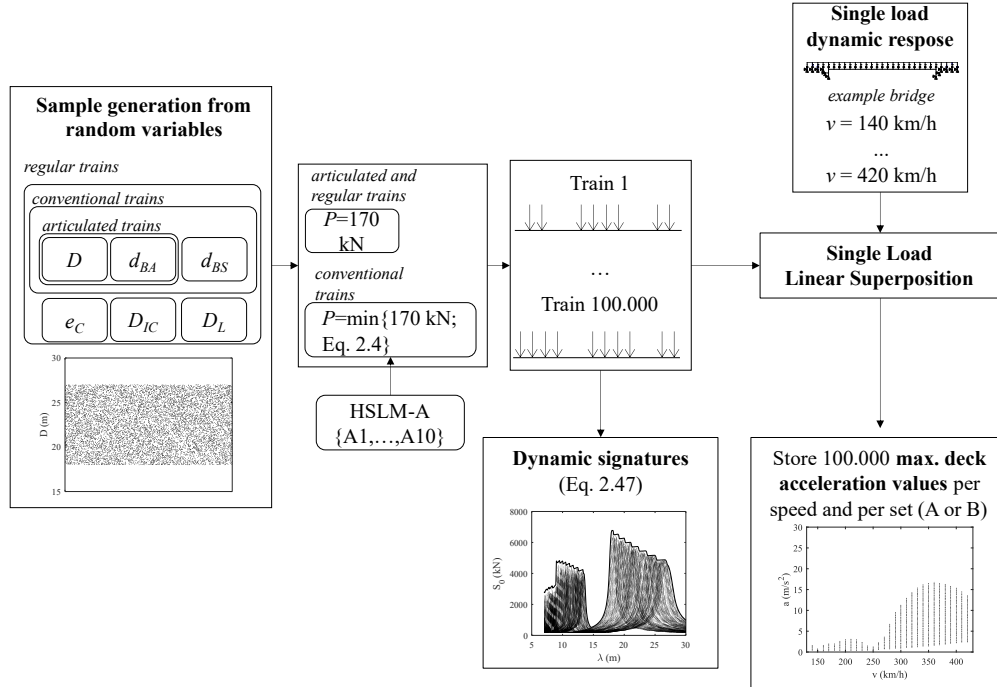 Single load
dynamic respose
example bridge
v = 140 km/h
...
v = 420 km/h
Sample generation from
random variables
regular trains
conventional trains
articulated trains
D
d_BA
d_BS
e_C
D_IC
D_L
30
25
20
15
D (m)
articulated and
regular trains
P=170
kN
conventional
trains
P=min{170 kN;
Eq. 2.4}
HSLM-A
{A1,…,A10}
Train 1
…
Train 100.000
Single Load
Linear Superposition
Dynamic signatures
(Eq. 2.47)
8000
6000
4000
2000
0
S_0 (kN)
5 10 15 20 25 30
λ (m)
Store 100.000 max. deck
acceleration values per
speed and per set (A or B)
30
25
20
15
10
5
0
a (m/s²)
150 200 250 300 350 400
v (km/h)